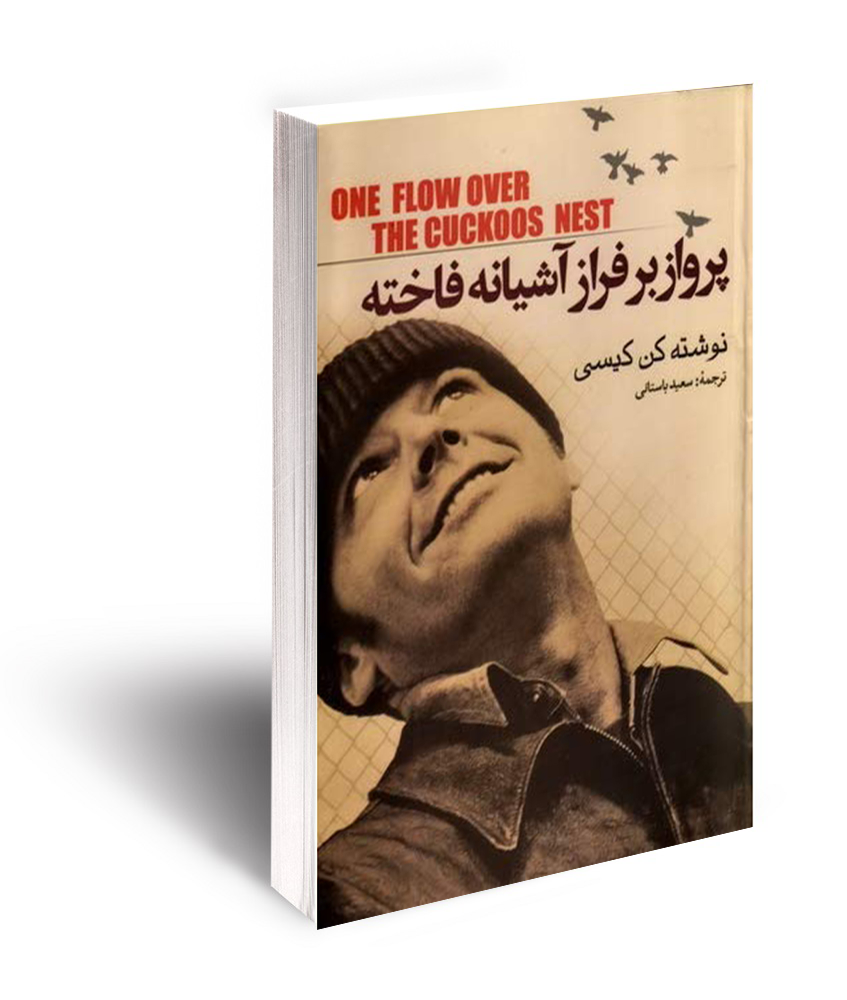 ONE FLOW OVER
THE CUCKOOS NEST
پرواز بر فراز آشیانه فاخته
نوشته کن کیسی
ترجمهٔ: سعید باستانی